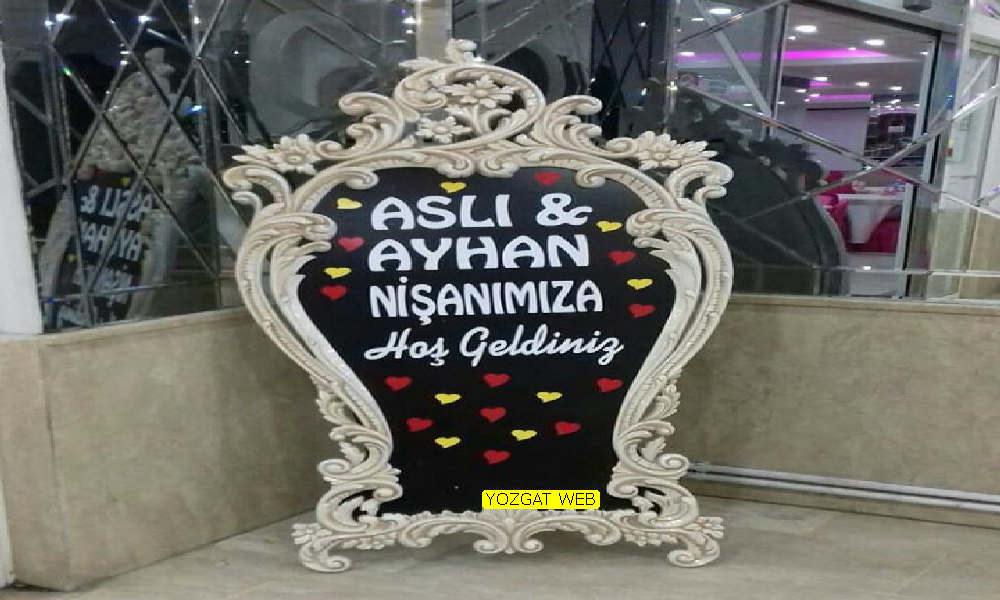 ASLI &
AYHAN
NİŞANIMIZA
Hoş Geldiniz
YOZGAT WEB